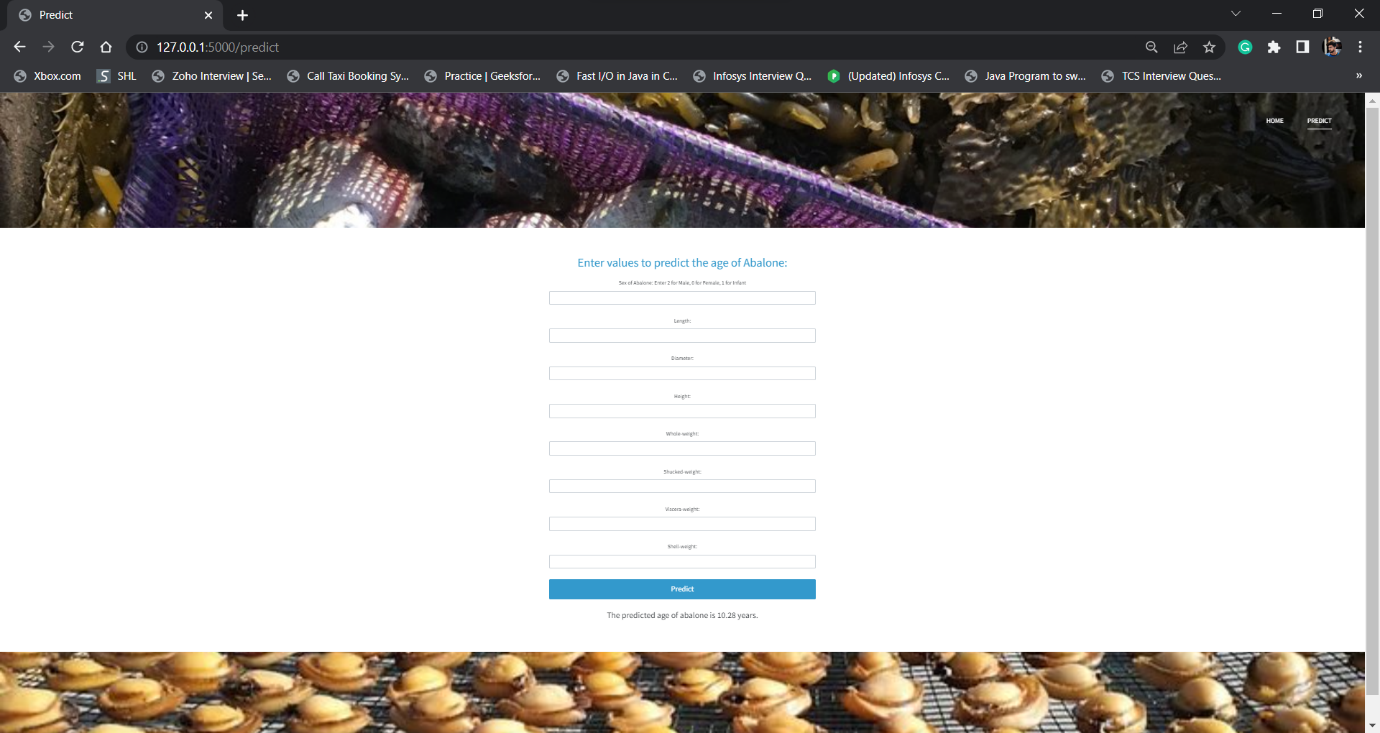 Predict
127.0.0.1:5000/predict
Xbox.com
SHL
Zoho Interview | Se...
Call Taxi Booking Sy...
Practice | Geeksfor...
Fast I/O in Java in C...
Infosys Interview Q...
(Updated) Infosys C...
Java Program to sw...
TCS Interview Ques...
»
HOME
PREDICT
Enter values to predict the age of Abalone:
Sex of Abalone: Enter 2 for Male, 0 for Female, 1 for Infant
Length:
Diameter:
Height:
Whole-weight:
Shucked-weight:
Viscera-weight:
Shell-weight:
Predict
The predicted age of abalone is 10.28 years.